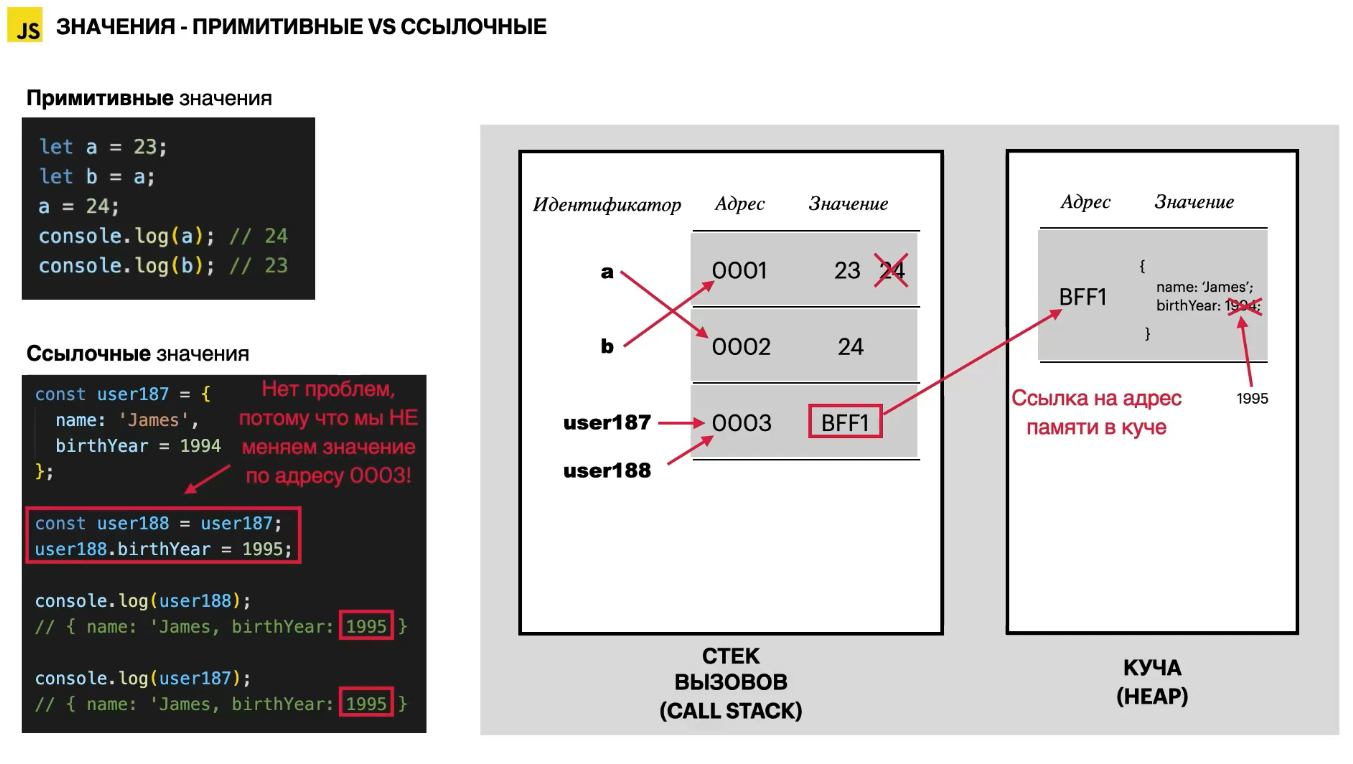 JS ЗНАЧЕНИЯ - ПРИМИТИВНЫЕ VS ССЫЛОЧНЫЕ
Примитивные значения
let a = 23;
let b = a;
a = 24;
console.log(a); // 24
console.log(b); // 23
Ссылочные значения
const user187 = {
name: 'James',
birthYear = 1994
};
Нет проблем,
потому что мы НЕ
меняем значение
по адресу 0003!
const user188 = user187;
user188.birthYear = 1995;
console.log(user188);
// { name: 'James, birthYear: 1995 }
console.log(user187);
// { name: 'James, birthYear: 1995 }
Идентификатор Адрес Значение
a 0001 23 24
b 0002 24
user187 0003 BFF1
user188
СТЕК
ВЫЗОВОВ
(CALL STACK)
Адрес Значение
{
name: ‘James’;
BFF1
birthYear: 1994;
}
Ссылка на адрес
памяти в куче
1995
КУЧА
(HEAP)